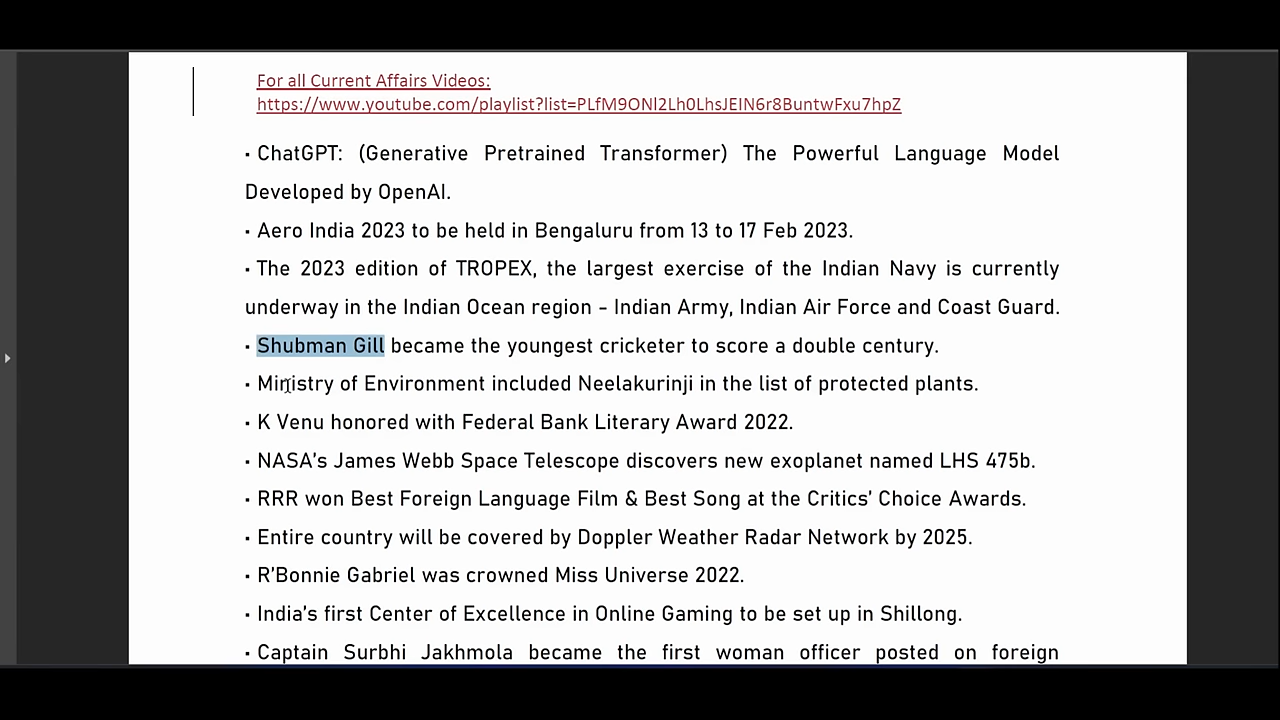 For all Current Affairs Videos:
https://www.youtube.com/playlist?list=PLfM9ONl2Lh0LhsJEIN6r8BuntwFxu7hpZ
▪ ChatGPT: (Generative Pretrained Transformer) The Powerful Language Model
Developed by OpenAI.
▪ Aero India 2023 to be held in Bengaluru from 13 to 17 Feb 2023.
▪ The 2023 edition of TROPEX, the largest exercise of the Indian Navy is currently
underway in the Indian Ocean region - Indian Army, Indian Air Force and Coast Guard.
▪ Shubman Gill became the youngest cricketer to score a double century.
▪ Ministry of Environment included Neelakurinji in the list of protected plants.
▪ K Venu honored with Federal Bank Literary Award 2022.
▪ NASA's James Webb Space Telescope discovers new exoplanet named LHS 475b.
▪ RRR won Best Foreign Language Film & Best Song at the Critics' Choice Awards.
▪ Entire country will be covered by Doppler Weather Radar Network by 2025.
▪ R'Bonnie Gabriel was crowned Miss Universe 2022.
▪ India's first Center of Excellence in Online Gaming to be set up in Shillong.
▪ Captain Surbhi Jakhmola became the first woman officer posted on foreign